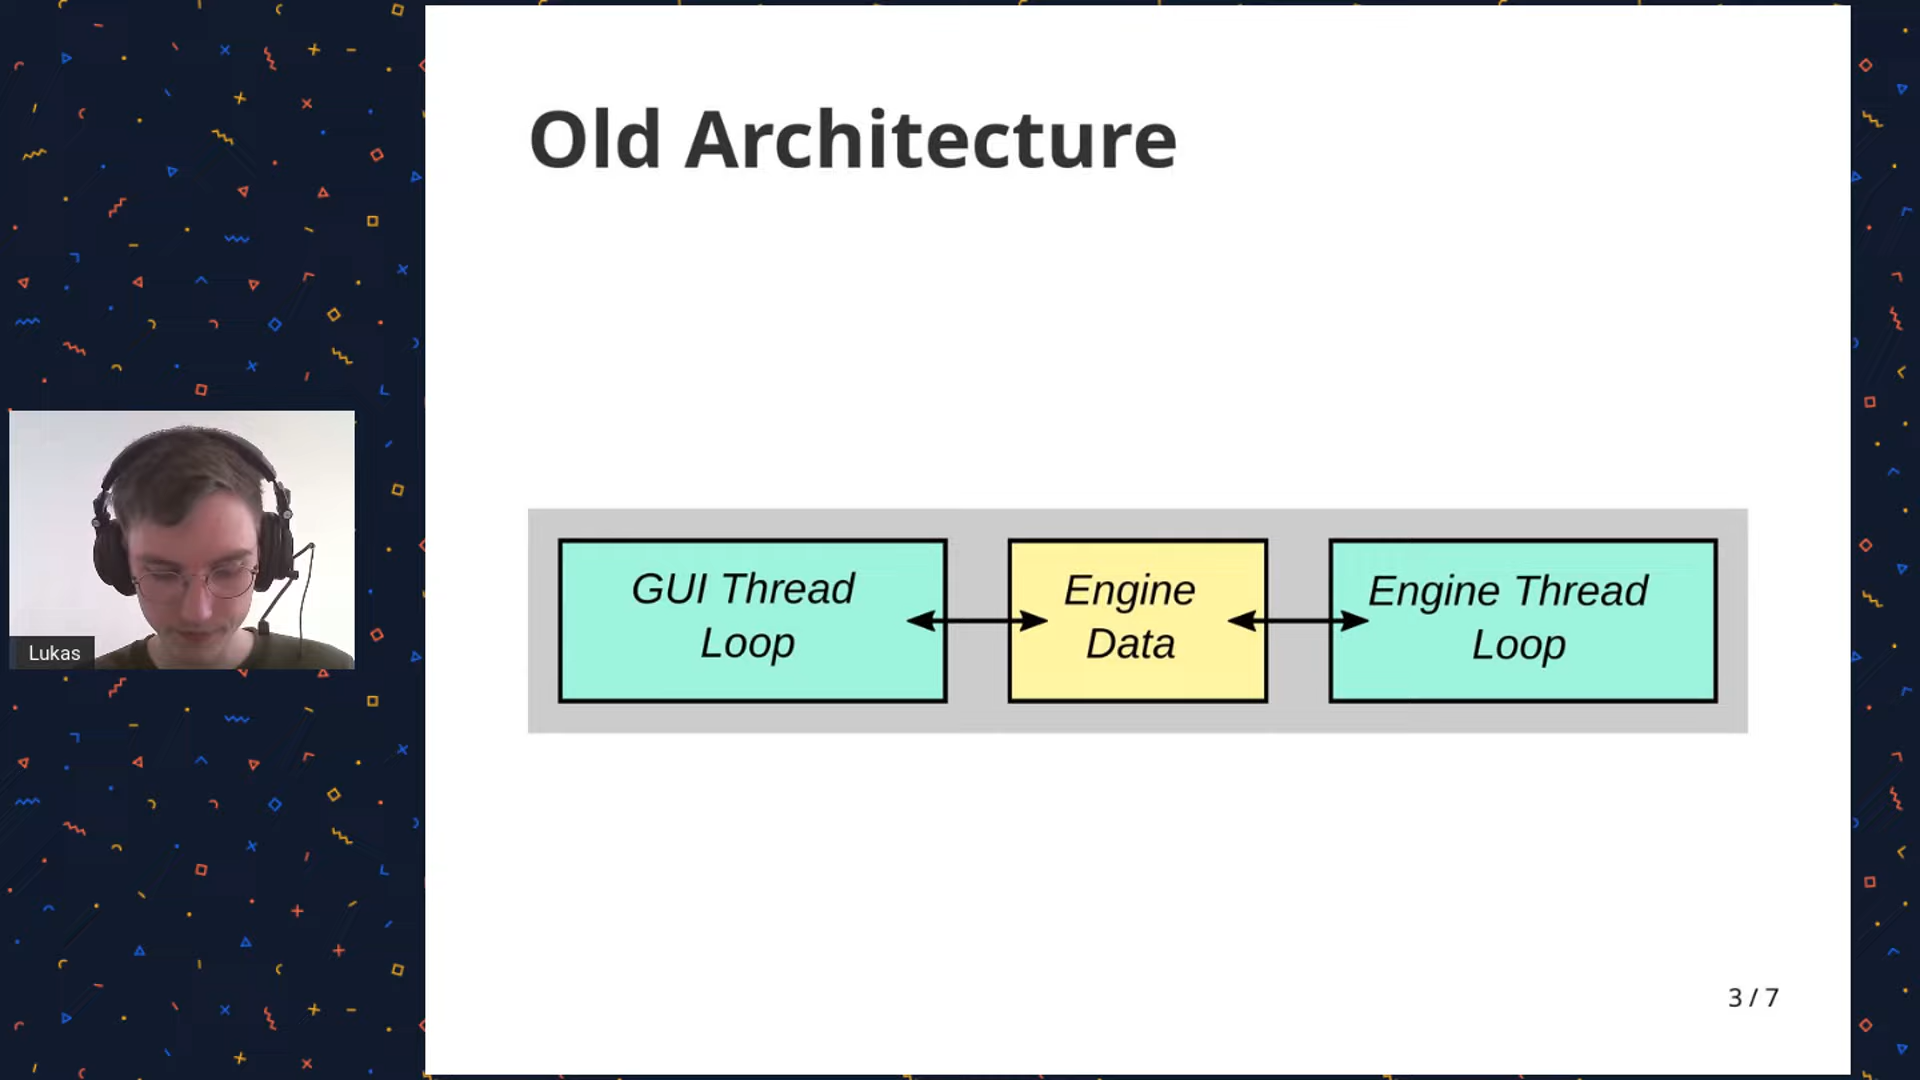 Old Architecture
GUI Thread
Loop
Engine
Data
Engine Thread
Loop
Lukas
3 / 7